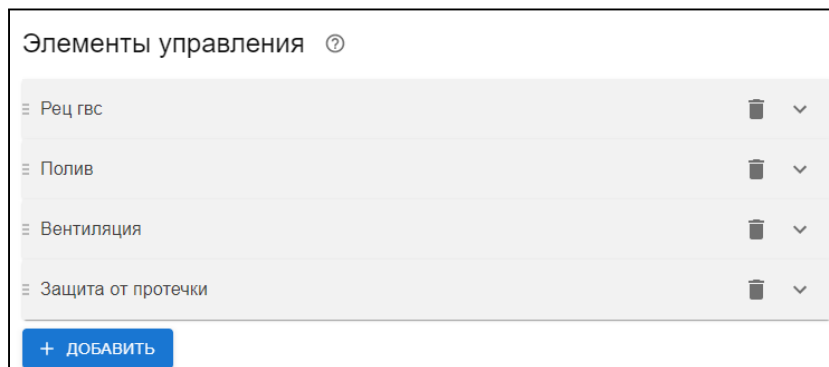 Элементы управления
Рец гвс
Полив
Вентиляция
Защита от протечки
+ ДОБАВИТЬ